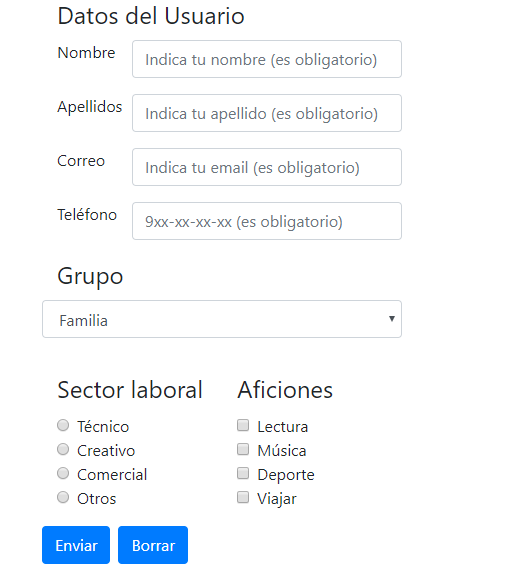 Datos del Usuario
Nombre Indica tu nombre (es obligatorio)
Apellidos Indica tu apellido (es obligatorio)
Correo Indica tu email (es obligatorio)
Teléfono 9xx-xx-xx-xx (es obligatorio)
Grupo
Familia
Sector laboral
Técnico
Creativo
Comercial
Otros
Aficiones
Lectura
Música
Deporte
Viajar
Enviar Borrar